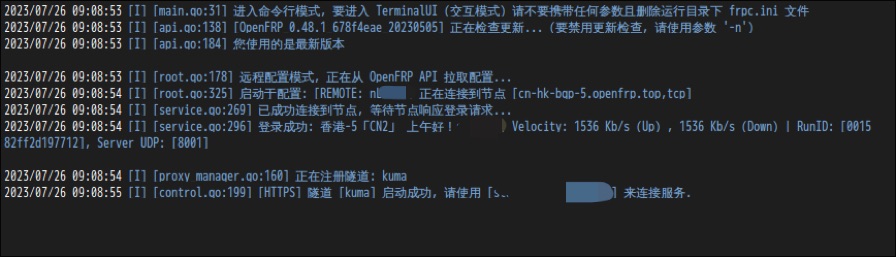 2023/07/26 09:08:53 [I] [main.go:31] 进入命令行模式, 要进入 TerminalUI (交互模式) 请不要携带任何参数且删除运行目录下 frpc.ini 文件
2023/07/26 09:08:53 [I] [api.go:138] [OpenFRP 0.48.1 678f4eae 20230505] 正在检查更新... (要禁用更新检查, 请使用参数 '-n')
2023/07/26 09:08:53 [I] [api.go:184] 您使用的是最新版本
2023/07/26 09:08:53 [I] [root.go:178] 远程配置模式, 正在从 OpenFRP API 拉取配置...
2023/07/26 09:08:54 [I] [root.go:325] 启动于配置: [REMOTE: 正在连接到节点 [cn-hk-bgp-5.openfrp.top,tcp]
2023/07/26 09:08:54 [I] [service.go:269] 已成功连接到节点, 等待节点响应登录请求...
2023/07/26 09:08:54 [I] [service.go:296] 登录成功: 香港-5「CN2」 上午好! Velocity: 1536 Kb/s (Up) , 1536 Kb/s (Down) | RunID: [0015
82ff2d197712], Server UDP: [8001]
2023/07/26 09:08:54 [I] [proxy_manager.go:160] 正在注册隧道: kuma
2023/07/26 09:08:55 [I] [control.go:199] [HTTPS] 隧道 [kuma] 启动成功, 请使用 [ ] 来连接服务.